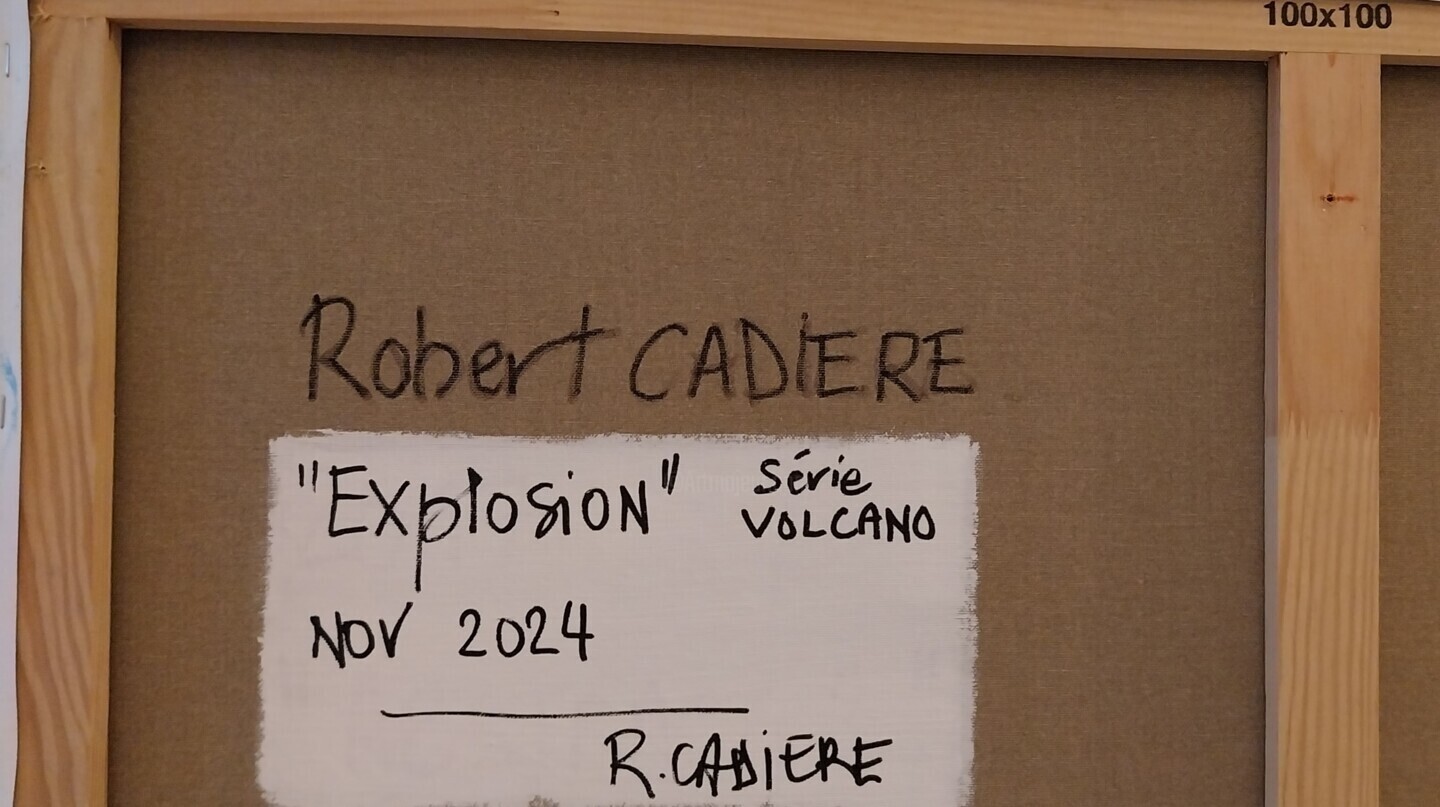 100x100
Robert CADIERE
"Explosion" Série
VOLCANO
NOV 2024
R. CADIERE